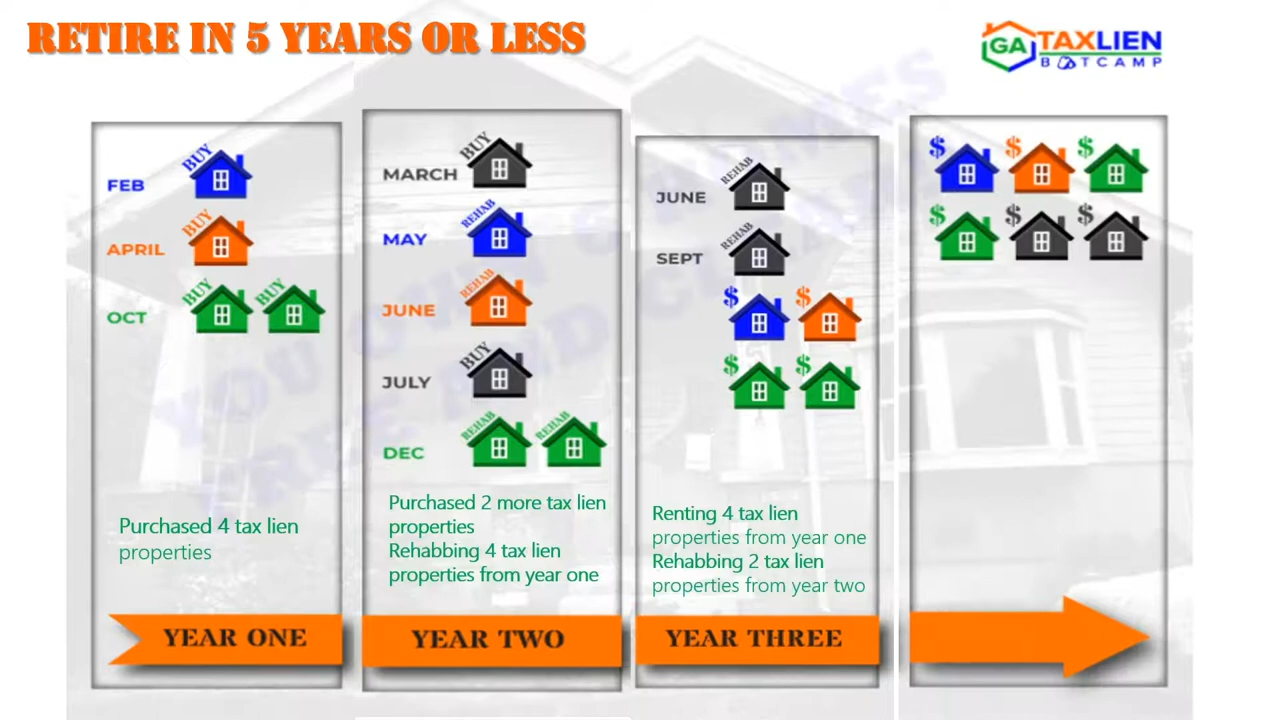 RETIRE IN 5 YEARS OR LESS
GA TAXLIEN
BOOTCAMP
FEB BUY
APRIL BUY
OCT BUY BUY
Purchased 4 tax lien
properties
YEAR ONE
MARCH BUY
MAY REHAB
JUNE REHAB
JULY BUY
DEC REHAB REHAB
Purchased 2 more tax lien
properties
Rehabbing 4 tax lien
properties from year one
YEAR TWO
JUNE REHAB
SEPT REHAB
$ $
$ $
Renting 4 tax lien
properties from year one
Rehabbing 2 tax lien
properties from year two
YEAR THREE
$ $ $
$ $ $